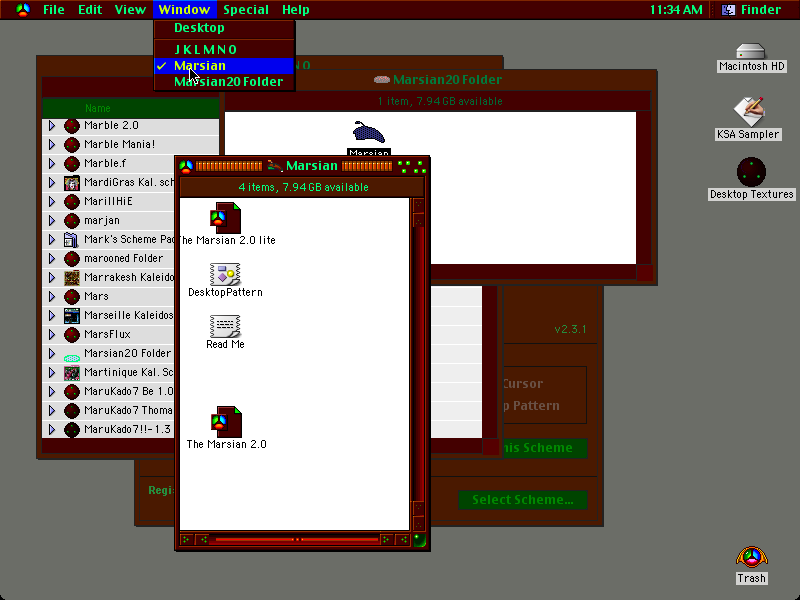 File Edit View Window Special Help 11:34 AM Finder
Desktop
J K L M N O
✓ Marsian
Marsian20 Folder
N O
Name
Marble 2.0
Marble Mania!
Marble.f
MardiGras Kal. sch
MarillHiE
marjan
Mark's Scheme Pac
marooned Folder
Marrakesh Kaleido
Mars
Marseille Kaleidos
MarsFlux
Marsian20 Folder
Martinique Kal. Sc
MaruKado7 Be 1.0
MaruKado7 Thoma
MaruKado7!!- 1.3
Marsian20 Folder
1 item, 7.94 GB available
Marsian
Marsian
4 items, 7.94 GB available
The Marsian 2.0 lite
DesktopPattern
Read Me
The Marsian 2.0
v2.3.1
Cursor
p Pattern
his Scheme
Regi
Select Scheme...
Macintosh HD
KSA Sampler
Desktop Textures
Trash